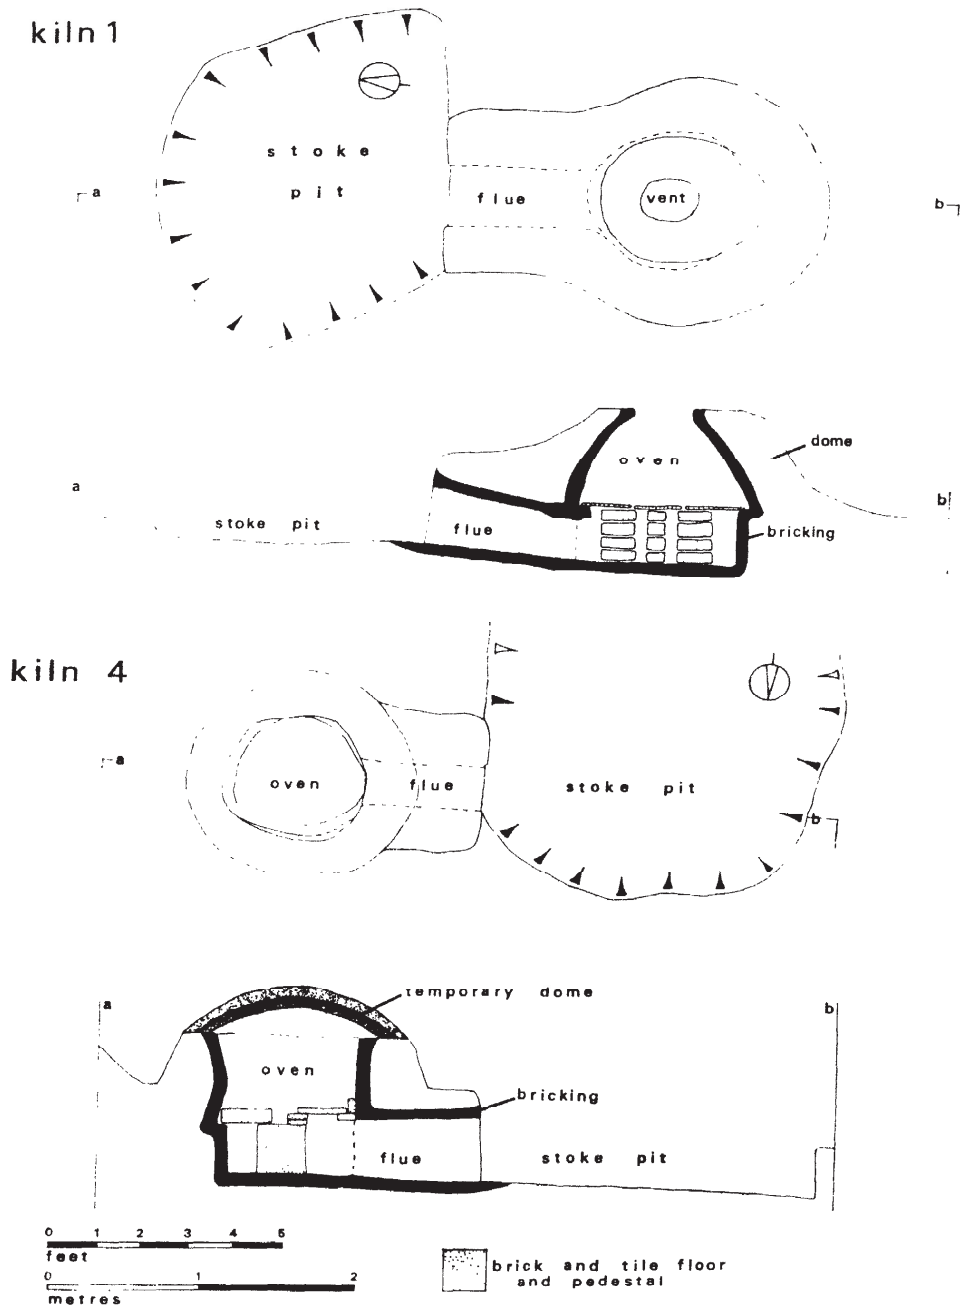 kiln 1
stoke
pit
a
flue
vent
b
dome
oven
a
b
stoke pit
flue
bricking
kiln 4
a
oven
flue
stoke pit
b
temporary dome
a
b
oven
bricking
flue
stoke pit
0 1 2 3 4 5
feet
0 1 2
metres
brick and tile floor
and pedestal